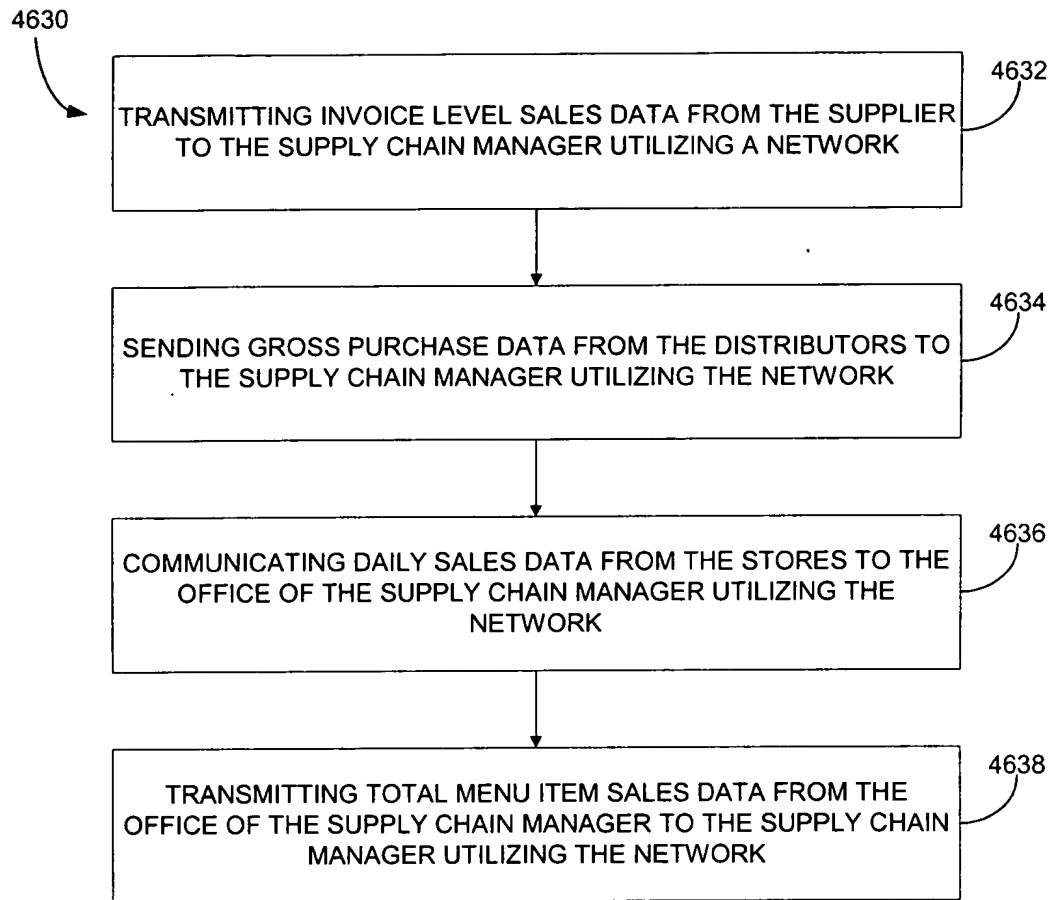 4630
4632
TRANSMITTING INVOICE LEVEL SALES DATA FROM THE SUPPLIER
TO THE SUPPLY CHAIN MANAGER UTILIZING A NETWORK
4634
SENDING GROSS PURCHASE DATA FROM THE DISTRIBUTORS TO
THE SUPPLY CHAIN MANAGER UTILIZING THE NETWORK
4636
COMMUNICATING DAILY SALES DATA FROM THE STORES TO THE
OFFICE OF THE SUPPLY CHAIN MANAGER UTILIZING THE
NETWORK
4638
TRANSMITTING TOTAL MENU ITEM SALES DATA FROM THE
OFFICE OF THE SUPPLY CHAIN MANAGER TO THE SUPPLY CHAIN
MANAGER UTILIZING THE NETWORK